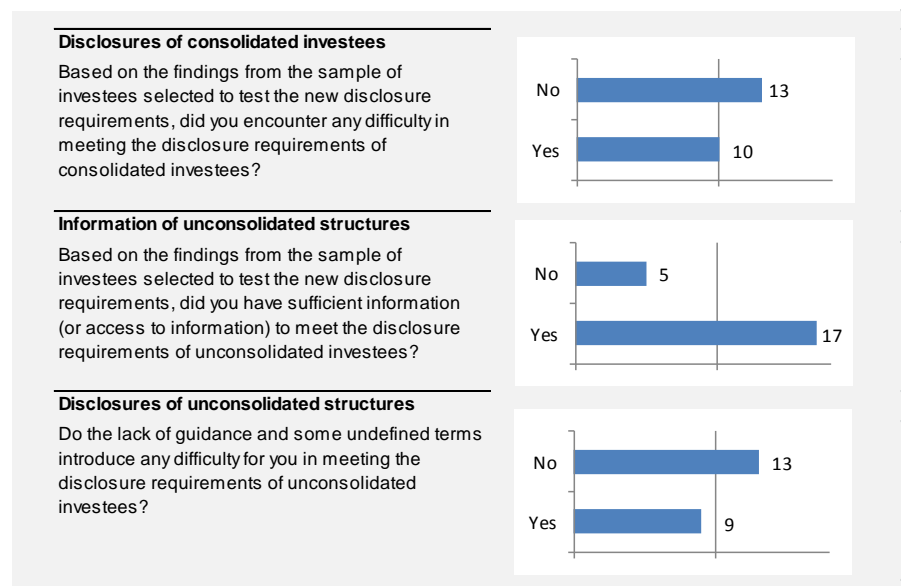 Disclosures of consolidated investees
Based on the findings from the sample of
investees selected to test the new disclosure
requirements, did you encounter any difficulty in
meeting the disclosure requirements of
consolidated investees?
No
13
Yes
10
Information of unconsolidated structures
Based on the findings from the sample of
investees selected to test the new disclosure
requirements, did you have sufficient information
(or access to information) to meet the disclosure
requirements of unconsolidated investees?
No
5
Yes
17
Disclosures of unconsolidated structures
Do the lack of guidance and some undefined terms
introduce any difficulty for you in meeting the
disclosure requirements of unconsolidated
investees?
No
13
Yes
9